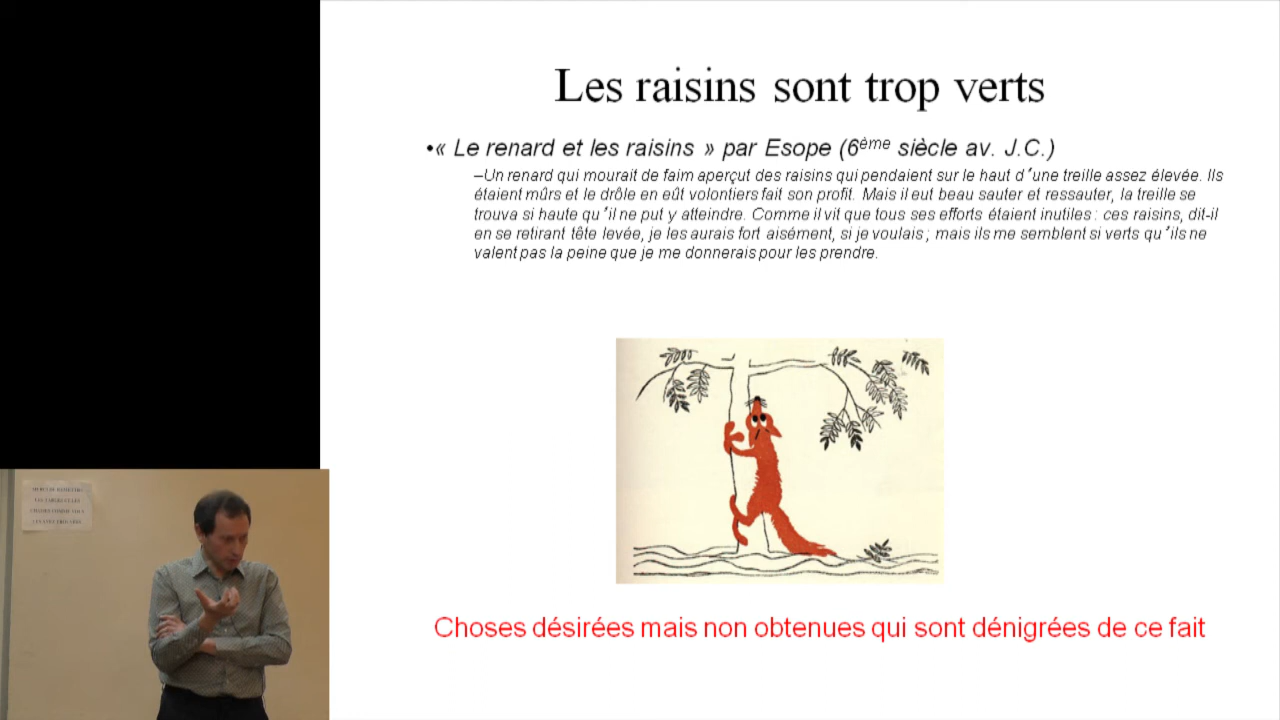 Les raisins sont trop verts
•« Le renard et les raisins » par Esope (6ème siècle av. J.C.)
–Un renard qui mourait de faim aperçut des raisins qui pendaient sur le haut d’une treille assez élevée. Ils
étaient mûrs et le drôle en eût volontiers fait son profit. Mais il eut beau sauter et ressauter, la treille se
trouva si haute qu’il ne put y atteindre. Comme il vit que tous ses efforts étaient inutiles : ces raisins, dit-il
en se retirant tête levée, je les aurais fort aisément, si je voulais ; mais ils me semblent si verts qu’ils ne
valent pas la peine que je me donnerais pour les prendre.
Choses désirées mais non obtenues qui sont dénigrées de ce fait